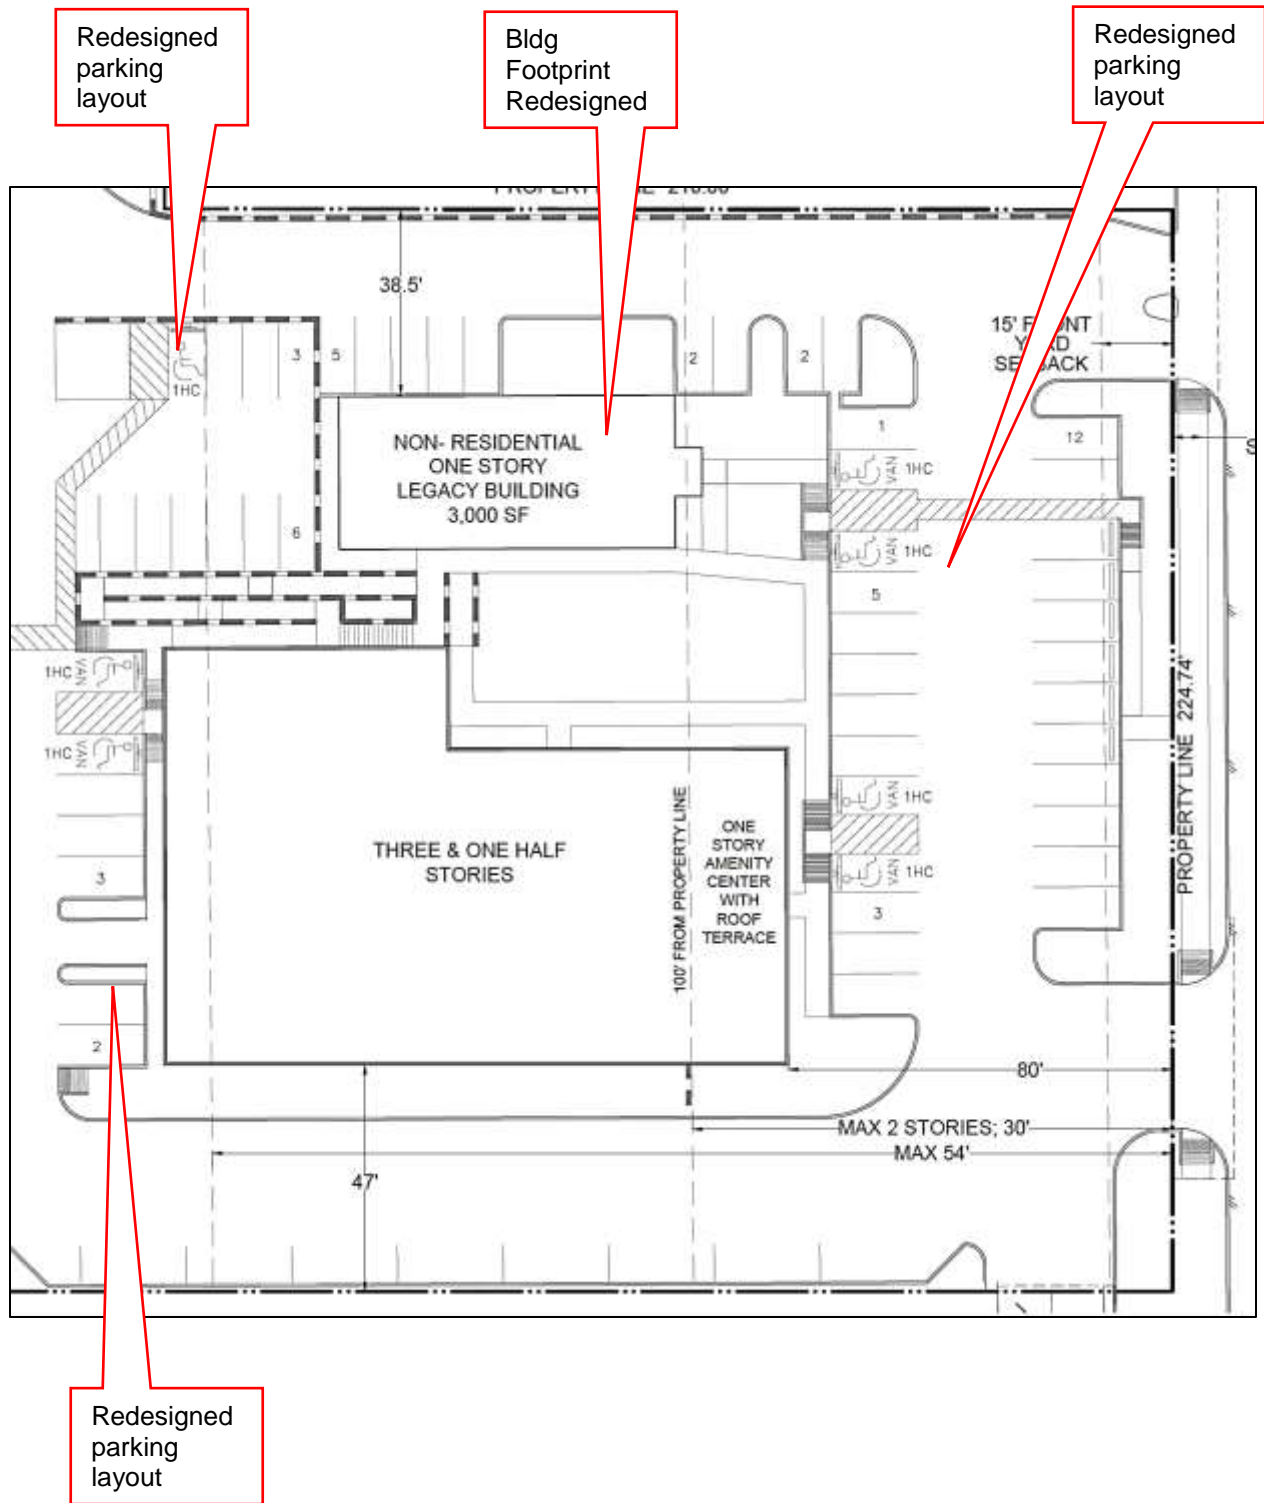 Redesigned
parking
layout
Bldg
Footprint
Redesigned
Redesigned
parking
layout
38.5'
15'
SETBACK
3
5
2
2
1HC
NON- RESIDENTIAL
ONE STORY
LEGACY BUILDING
3,000 SF
1
12
VAN
1HC
6
VAN
1HC
5
1HC
VAN
1HC
VAN
PROPERTY LINE 224.74'
VAN
1HC
THREE & ONE HALF
STORIES
100' FROM PROPERTY LINE
ONE
STORY
AMENITY
CENTER
WITH
ROOF
TERRACE
VAN
1HC
3
3
2
80'
MAX 2 STORIES; 30'
MAX 54'
47'
Redesigned
parking
layout